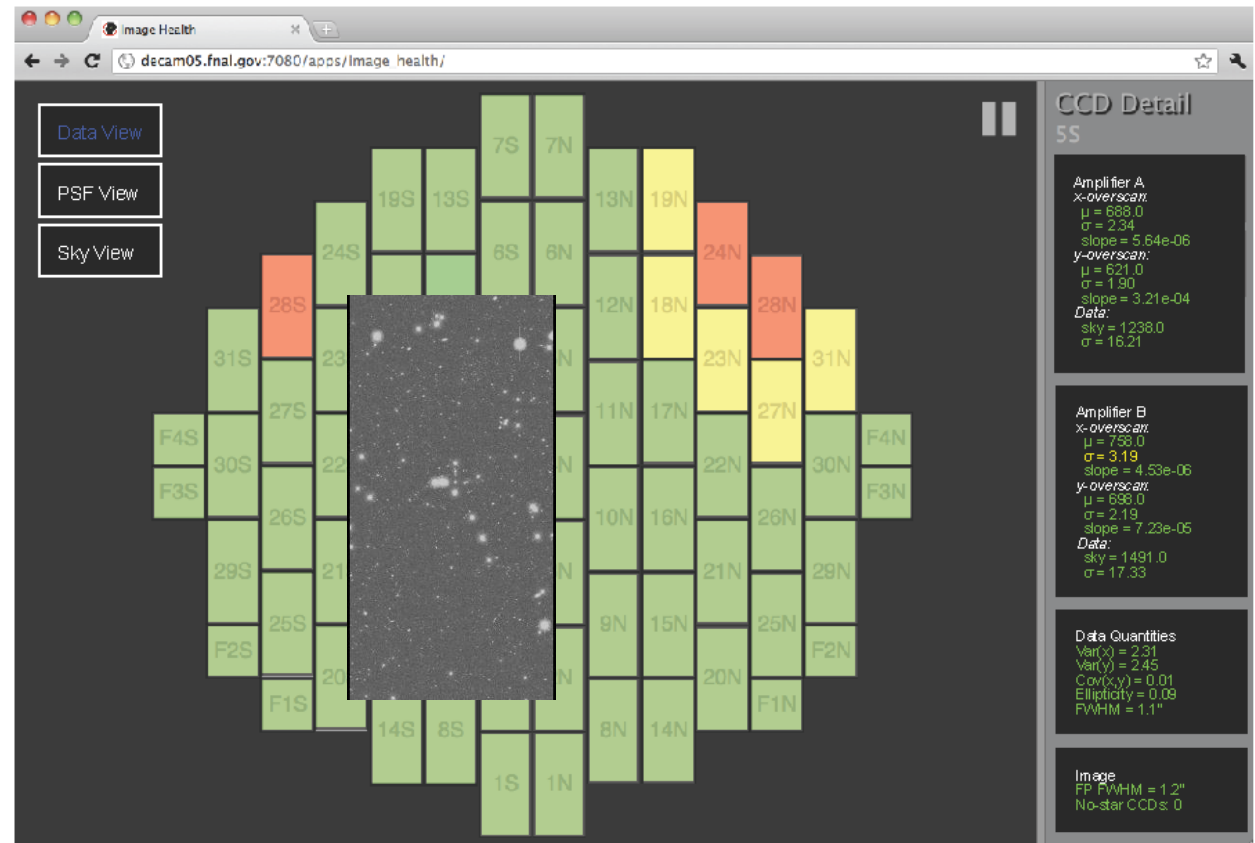 Image Health
decam05.fnal.gov:7080/apps/image_health/
Data View
PSF View
Sky View
7S 7N
19S 13S 13N 19N
24S 6S 6N 24N
28S 12N 18N 28N
31S 23 N 23N 31N
27S 11N 17N 27N
F4S F4N
30S 22 N 22N 30N
F3S F3N
26S 10N 16N 26N
29S 21 N 21N 29N
25S 9N 15N 25N
F2S F2N
20 N 20N
F1S F1N
14S 8S 8N 14N
1S 1N
CCD Detail
5S
Amplifier A
x-overscan:
μ = 688.0
σ = 2.34
slope = 5.64e-06
y-overscan:
μ = 621.0
σ = 1.90
slope = 3.21e-04
Data:
sky = 1238.0
σ = 16.21
Amplifier B
x-overscan:
μ = 758.0
σ = 3.19
slope = 4.53e-06
y-overscan:
μ = 698.0
σ = 2.19
slope = 7.23e-05
Data:
sky = 1491.0
σ = 17.33
Data Quantities
Var(x) = 2.31
Var(y) = 2.45
Cov(x,y) = 0.01
Ellipticity = 0.09
FWHM = 1.1"
Image
FP FWHM = 1.2"
No-star CCDs: 0